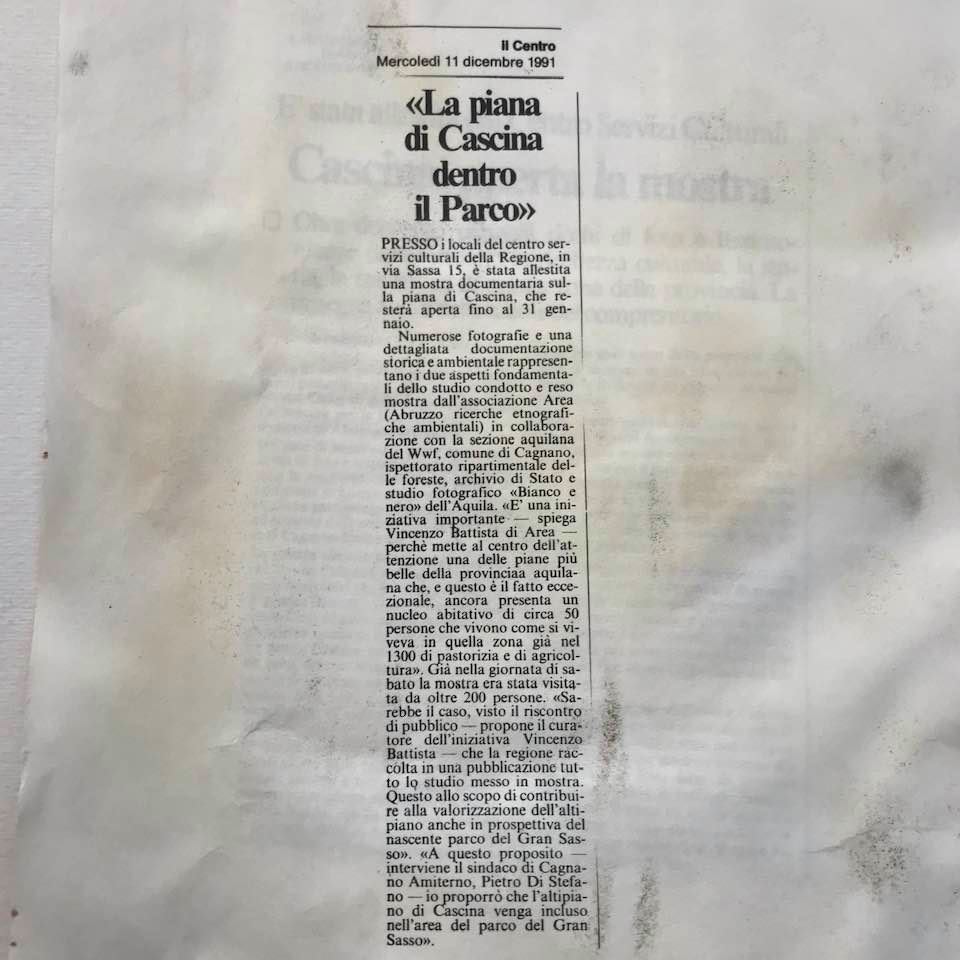 Il Centro
Mercoledì 11 dicembre 1991
«La piana
di Cascina
dentro
il Parco»
PRESSO i locali del centro ser-
vizi culturali della Regione, in
via Sassa 15, è stata allestita
una mostra documentaria sul-
la piana di Cascina, che re-
sterà aperta fino al 31 gen-
naio.
Numerose fotografie e una
dettagliata documentazione
storica e ambientale rappresen-
tano i due aspetti fondamenta-
li dello studio condotto e reso
mostra dall'associazione Area
(Abruzzo ricerche etnografi-
che ambientali) in collabora-
zione con la sezione aquilana
del Wwf, comune di Cagnano,
ispettorato ripartimentale del-
le foreste, archivio di Stato e
studio fotografico «Bianco e
nero» dell'Aquila. «E' una ini-
ziativa importante — spiega
Vincenzo Battista di Area —
perchè mette al centro dell'at-
tenzione una delle piane più
belle della provinciaa aquila-
na che, e questo è il fatto ecce-
zionale, ancora presenta un
nucleo abitativo di circa 50
persone che vivono come si vi-
veva in quella zona già nel
1300 di pastorizia e di agricol-
tura». Già nella giornata di sa-
bato la mostra era stata visita-
ta da oltre 200 persone. «Sa-
rebbe il caso, visto il riscontro
di pubblico — propone il cura-
tore dell'iniziativa Vincenzo
Battista — che la regione rac-
colta in una pubblicazione tut-
to lo studio messo in mostra.
Questo allo scopo di contribui-
re alla valorizzazione dell'alti-
piano anche in prospettiva del
nascente parco del Gran Sas-
so». «A questo proposito —
interviene il sindaco di Cagna-
no Amiterno, Pietro Di Stefa-
no — io proporrò che l'altipia-
no di Cascina venga incluso
nell'area del parco del Gran
Sasso».